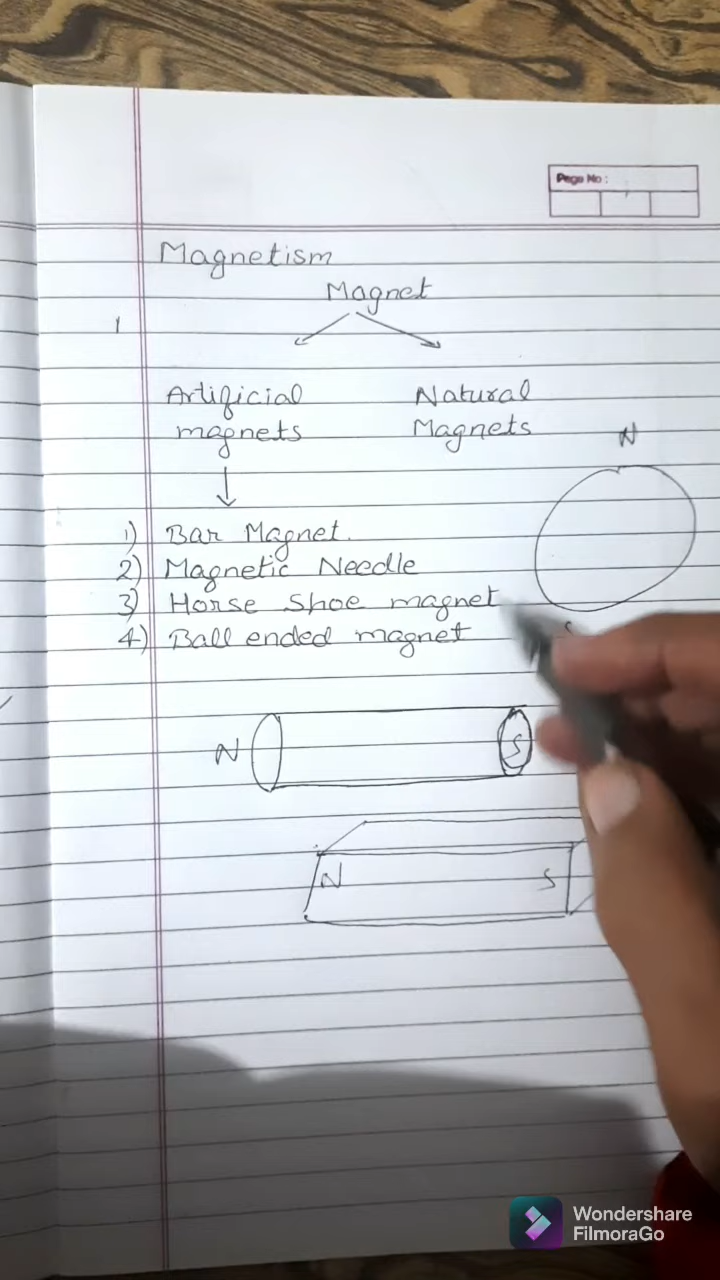 Page No :
Magnetism
Magnet
1
Artificial magnets
Natural Magnets
N
1) Bar Magnet.
2) Magnetic Needle
3) Horse Shoe magnet
4) Ball ended magnet
S
N S
N S
Wondershare
FilmoraGo